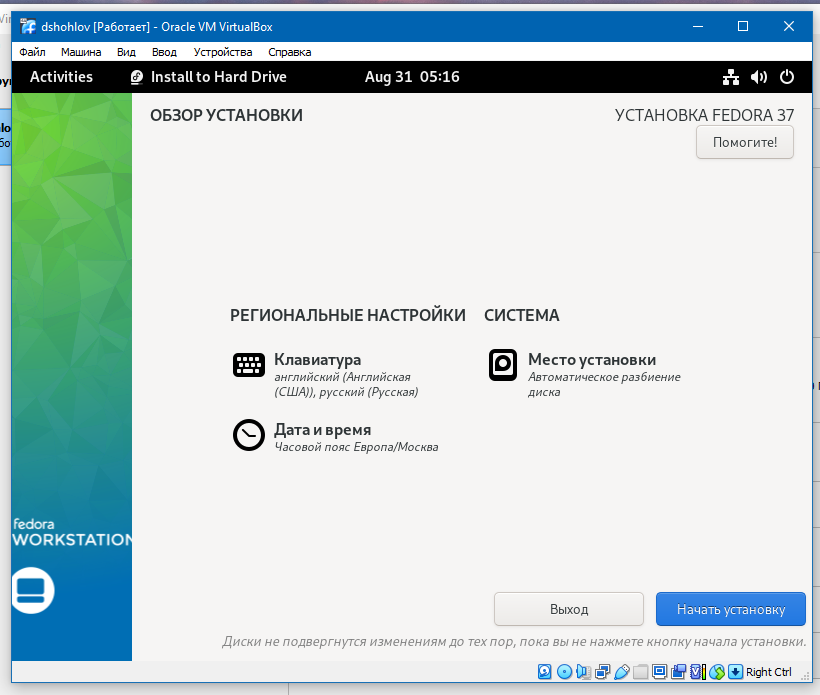 dshohlov [Работает] - Oracle VM VirtualBox
Файл Машина Вид Ввод Устройства Справка
Activities Install to Hard Drive Aug 31 05:16
ОБЗОР УСТАНОВКИ
УСТАНОВКА FEDORA 37
Помогите!
РЕГИОНАЛЬНЫЕ НАСТРОЙКИ
СИСТЕМА
Клавиатура
английский (Английская
(США)), русский (Русская)
Место установки
Автоматическое разбиение
диска
Дата и время
Часовой пояс Европа/Москва
fedora
WORKSTATION
Выход
Начать установку
Диски не подвергнутся изменениям до тех пор, пока вы не нажмете кнопку начала установки.
Right Ctrl